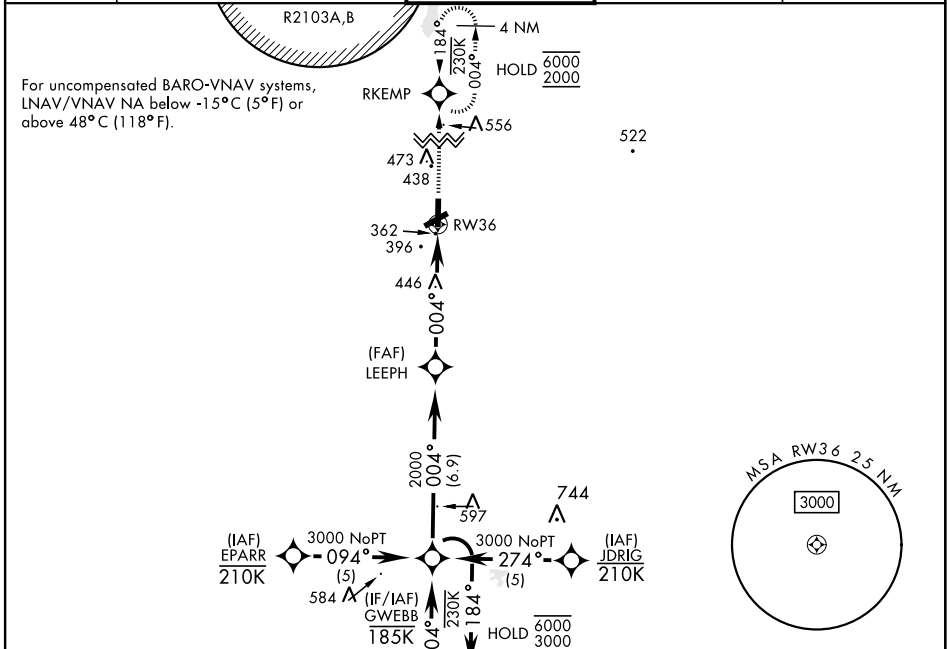 R2103A,B
For uncompensated BARO-VNAV systems,
LNAV/VNAV NA below -15°C (5°F) or
above 48°C (118°F).
184°
230K
004°
4 NM
HOLD 6000
2000
RKEMP
556
522
473
438
362
RW36
396
446
004°
(FAF)
LEEPH
2000
004°
(6.9)
597
744
(IAF)
EPARR
210K
3000 NoPT
094°
(5)
584
(IF/IAF)
GWEBB
185K
3000 NoPT
274°
(5)
(IAF)
JDRIG
210K
04°
230K
184°
HOLD 6000
3000
MSA RW36 25 NM
3000